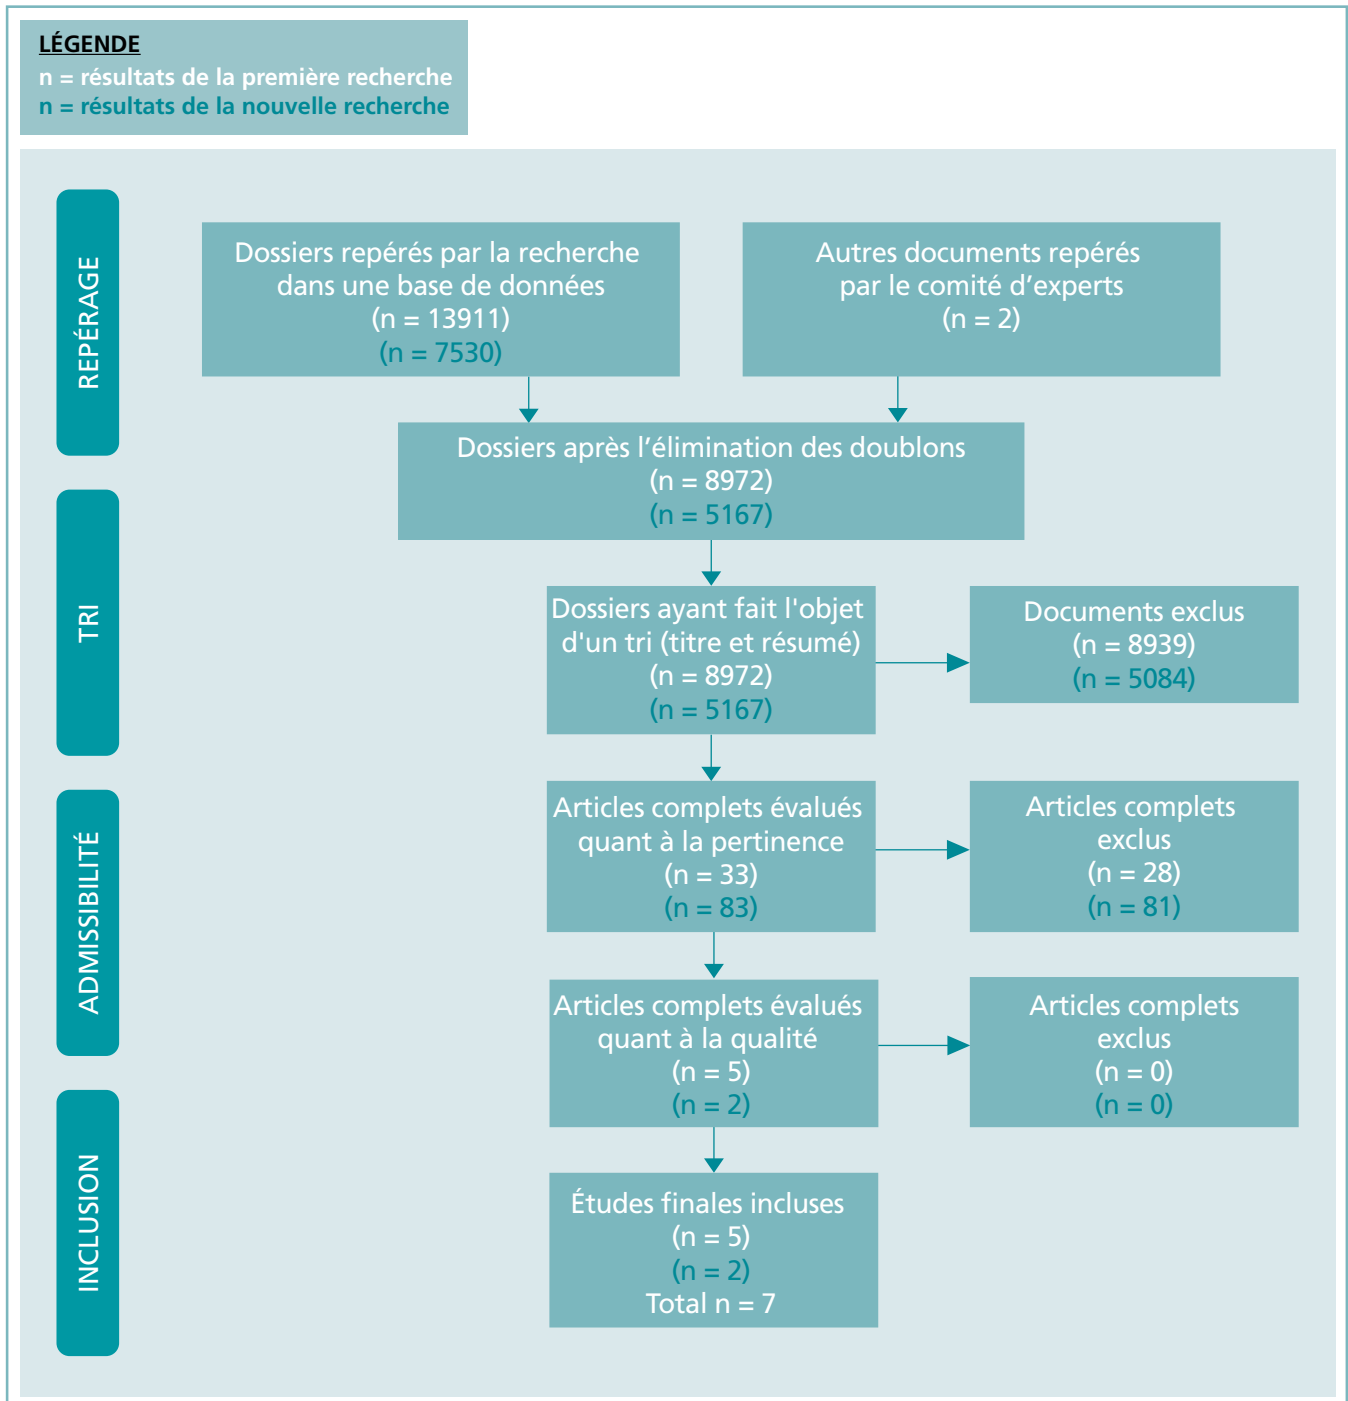 LÉGENDE
n = résultats de la première recherche
n = résultats de la nouvelle recherche
REPÉRAGE
Dossiers repérés par la recherche
dans une base de données
(n = 13911)
(n = 7530)
Autres documents repérés
par le comité d’experts
(n = 2)
Dossiers après l’élimination des doublons
(n = 8972)
(n = 5167)
TRI
Dossiers ayant fait l'objet
d'un tri (titre et résumé)
(n = 8972)
(n = 5167)
Documents exclus
(n = 8939)
(n = 5084)
ADMISSIBILITÉ
Articles complets évalués
quant à la pertinence
(n = 33)
(n = 83)
Articles complets
exclus
(n = 28)
(n = 81)
Articles complets évalués
quant à la qualité
(n = 5)
(n = 2)
Articles complets
exclus
(n = 0)
(n = 0)
INCLUSION
Études finales incluses
(n = 5)
(n = 2)
Total n = 7